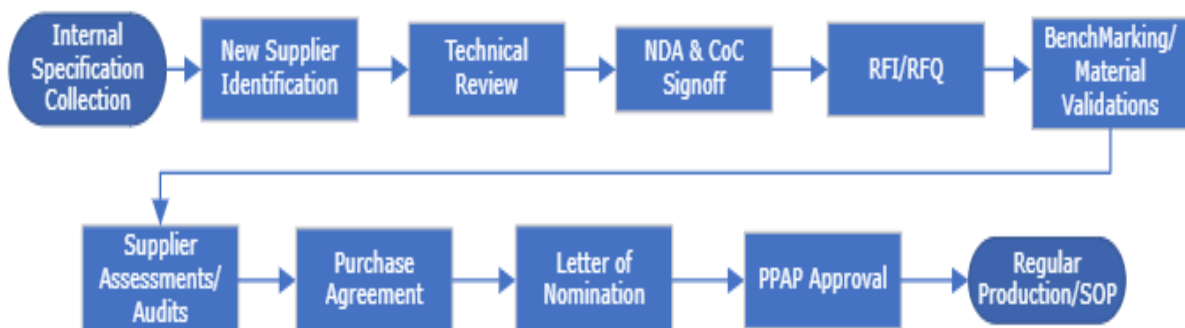 Internal
Specification
Collection
New Supplier
Identification
Technical
Review
NDA & CoC
Signoff
RFI/RFQ
BenchMarking/
Material
Validations
Supplier
Assessments/
Audits
Purchase
Agreement
Letter of
Nomination
PPAP Approval
Regular
Production/SOP